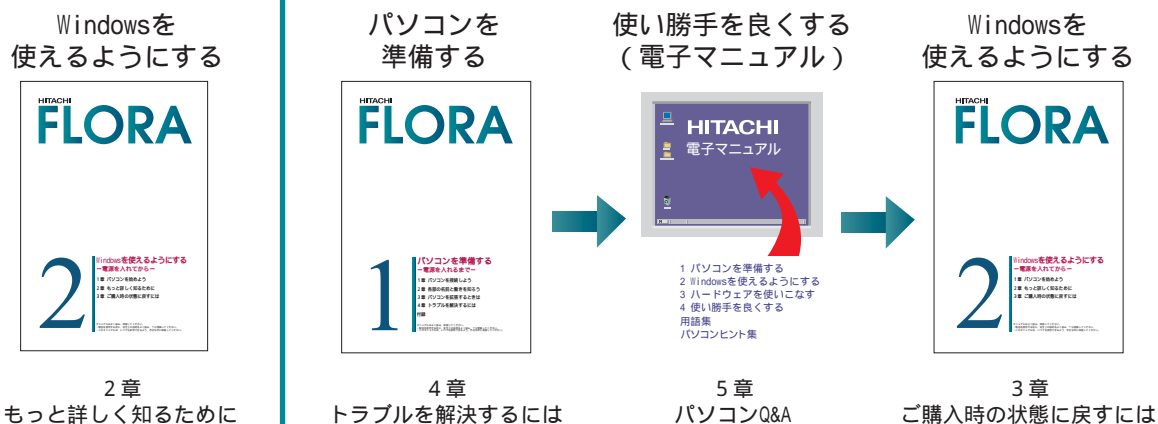 Windowsを
使えるようにする
HITACHI
FLORA
2
Windowsを使えるようにする
－電源を入れてから－
1章 パソコンを始めよう
2章 もっと詳しく知るために
3章 ご購入時の状態に戻すには
2章
もっと詳しく知るために
パソコンを
準備する
HITACHI
FLORA
1
パソコンを準備する
－電源を入れるまで－
1章 パソコンを接続しよう
2章 各部の名前と働きを知ろう
3章 パソコンを拡張するときは
4章 トラブルを解決するには
付録
4章
トラブルを解決するには
使い勝手を良くする
(電子マニュアル)
HITACHI
電子マニュアル
1 パソコンを準備する
2 Windowsを使えるようにする
3 ハードウェアを使いこなす
4 使い勝手を良くする
用語集
パソコンヒント集
5章
パソコンQ&A
Windowsを
使えるようにする
HITACHI
FLORA
2
Windowsを使えるようにする
－電源を入れてから－
1章 パソコンを始めよう
2章 もっと詳しく知るために
3章 ご購入時の状態に戻すには
3章
ご購入時の状態に戻すには